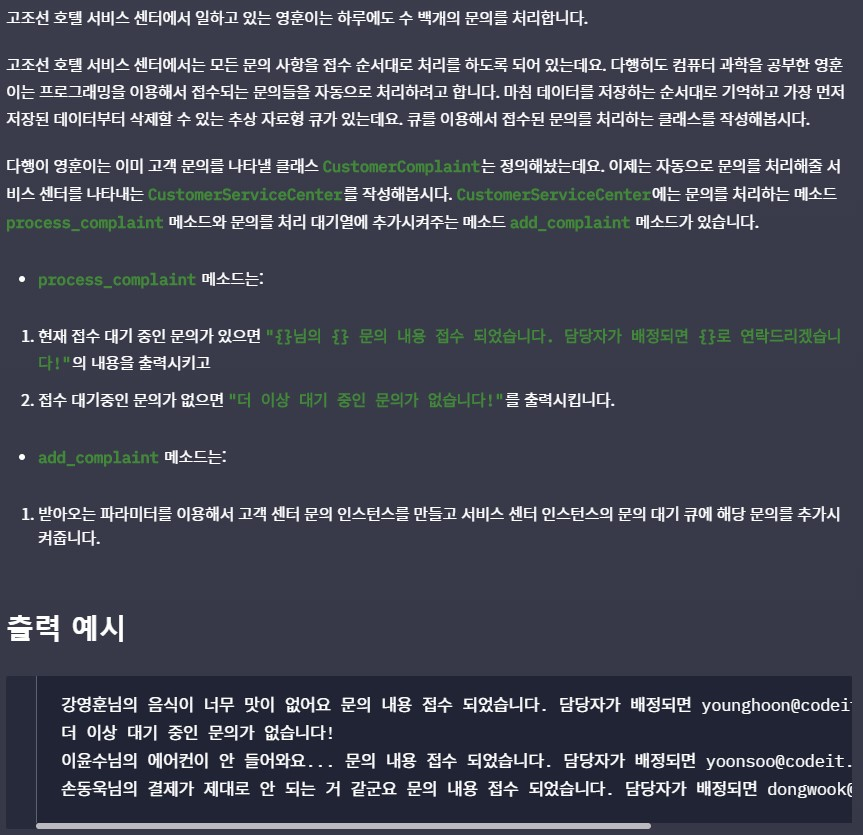 고조선 호텔 서비스 센터에서 일하고 있는 영훈이는 하루에도 수 백개의 문의를 처리합니다.
고조선 호텔 서비스 센터에서는 모든 문의 사항을 접수 순서대로 처리를 하도록 되어 있는데요. 다행히도 컴퓨터 과학을 공부한 영훈
이는 프로그래밍을 이용해서 접수되는 문의들을 자동으로 처리하려고 합니다. 마침 데이터를 저장하는 순서대로 기억하고 가장 먼저
저장된 데이터부터 삭제할 수 있는 추상 자료형 큐가 있는데요. 큐를 이용해서 접수된 문의를 처리하는 클래스를 작성해봅시다.
다행이 영훈이는 이미 고객 문의를 나타낼 클래스 CustomerComplaint는 정의해놨는데요. 이제는 자동으로 문의를 처리해줄 서
비스 센터를 나타내는 CustomerServiceCenter를 작성해봅시다. CustomerServiceCenter에는 문의를 처리하는 메소드
process_complaint 메소드와 문의를 처리 대기열에 추가시켜주는 메소드 add_complaint 메소드가 있습니다.
• process_complaint 메소드는:
1. 현재 접수 대기 중인 문의가 있으면 "{}님의 {} 문의 내용 접수 되었습니다. 담당자가 배정되면 {}로 연락드리겠습니
다!"의 내용을 출력시키고
2. 접수 대기중인 문의가 없으면 "더 이상 대기 중인 문의가 없습니다!"를 출력시킵니다.
• add_complaint 메소드는:
1. 받아오는 파라미터를 이용해서 고객 센터 문의 인스턴스를 만들고 서비스 센터 인스턴스의 문의 대기 큐에 해당 문의를 추가시
켜줍니다.
출력 예시
강영훈님의 음식이 너무 맛이 없어요 문의 내용 접수 되었습니다. 담당자가 배정되면 younghoon@codei
더 이상 대기 중인 문의가 없습니다!
이윤수님의 에어컨이 안 들어와요... 문의 내용 접수 되었습니다. 담당자가 배정되면 yoonsoo@codeit.
손동욱님의 결제가 제대로 안 되는 거 같군요 문의 내용 접수 되었습니다. 담당자가 배정되면 dongwook@